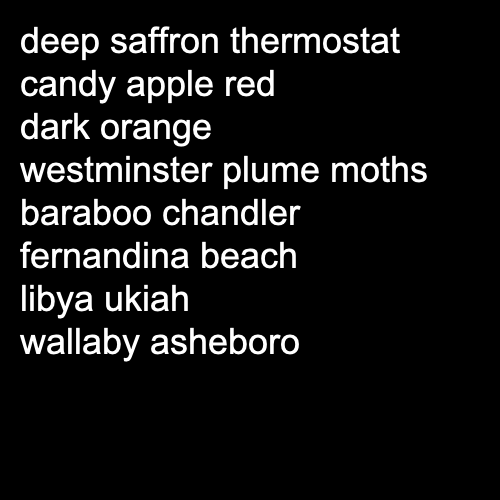 deep saffron thermostat
candy apple red
dark orange
westminster plume moths
baraboo chandler
fernandina beach
libya ukiah
wallaby asheboro